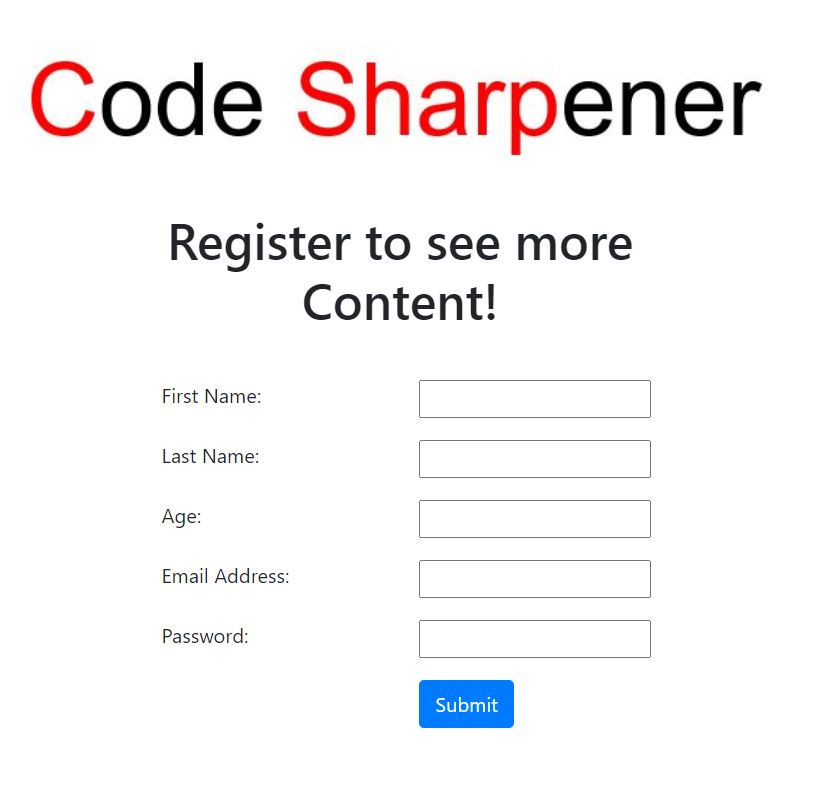 Code Sharpener
Register to see more
Content!
First Name:
Last Name:
Age:
Email Address:
Password:
Submit